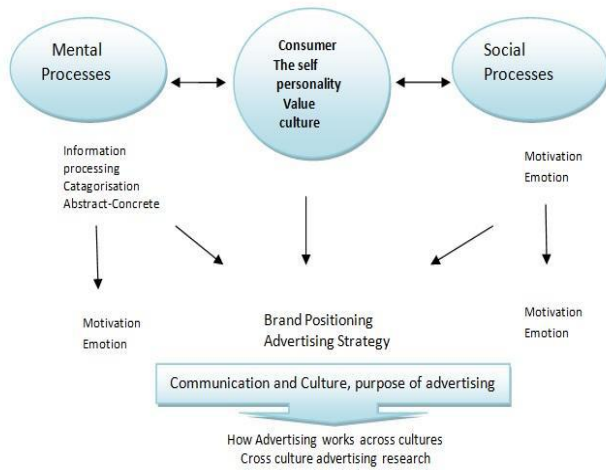 Mental
Processes
Consumer
The self
personality
Value
culture
Social
Processes
Information
processing
Catagorisation
Abstract-Concrete
Motivation
Emotion
Motivation
Emotion
Brand Positioning
Advertising Strategy
Motivation
Emotion
Communication and Culture, purpose of advertising
How Advertising works across cultures
Cross culture advertising research